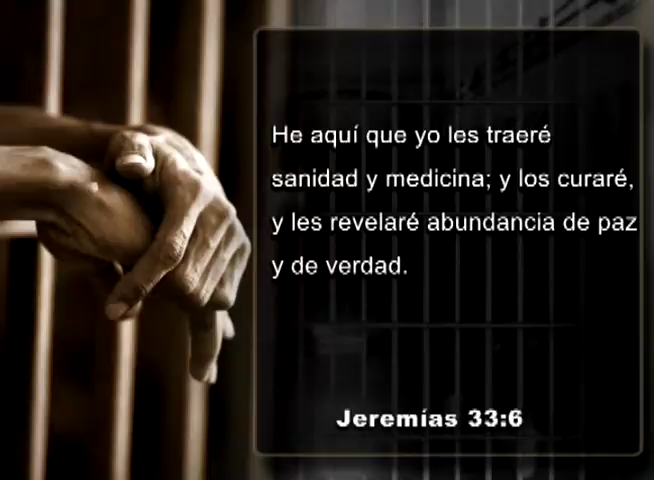 He aquí que yo les traeré
sanidad y medicina; y los curaré,
y les revelaré abundancia de paz
y de verdad.
Jeremías 33:6